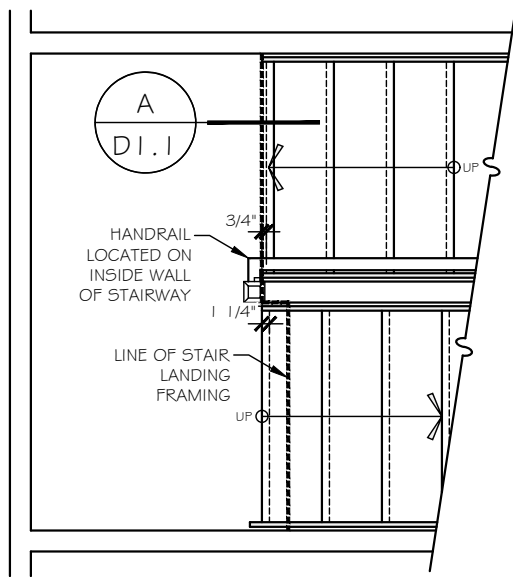 A
D1.1
UP
3/4"
HANDRAIL
LOCATED ON
INSIDE WALL
OF STAIRWAY
1 1/4"
LINE OF STAIR
LANDING
FRAMING
UP